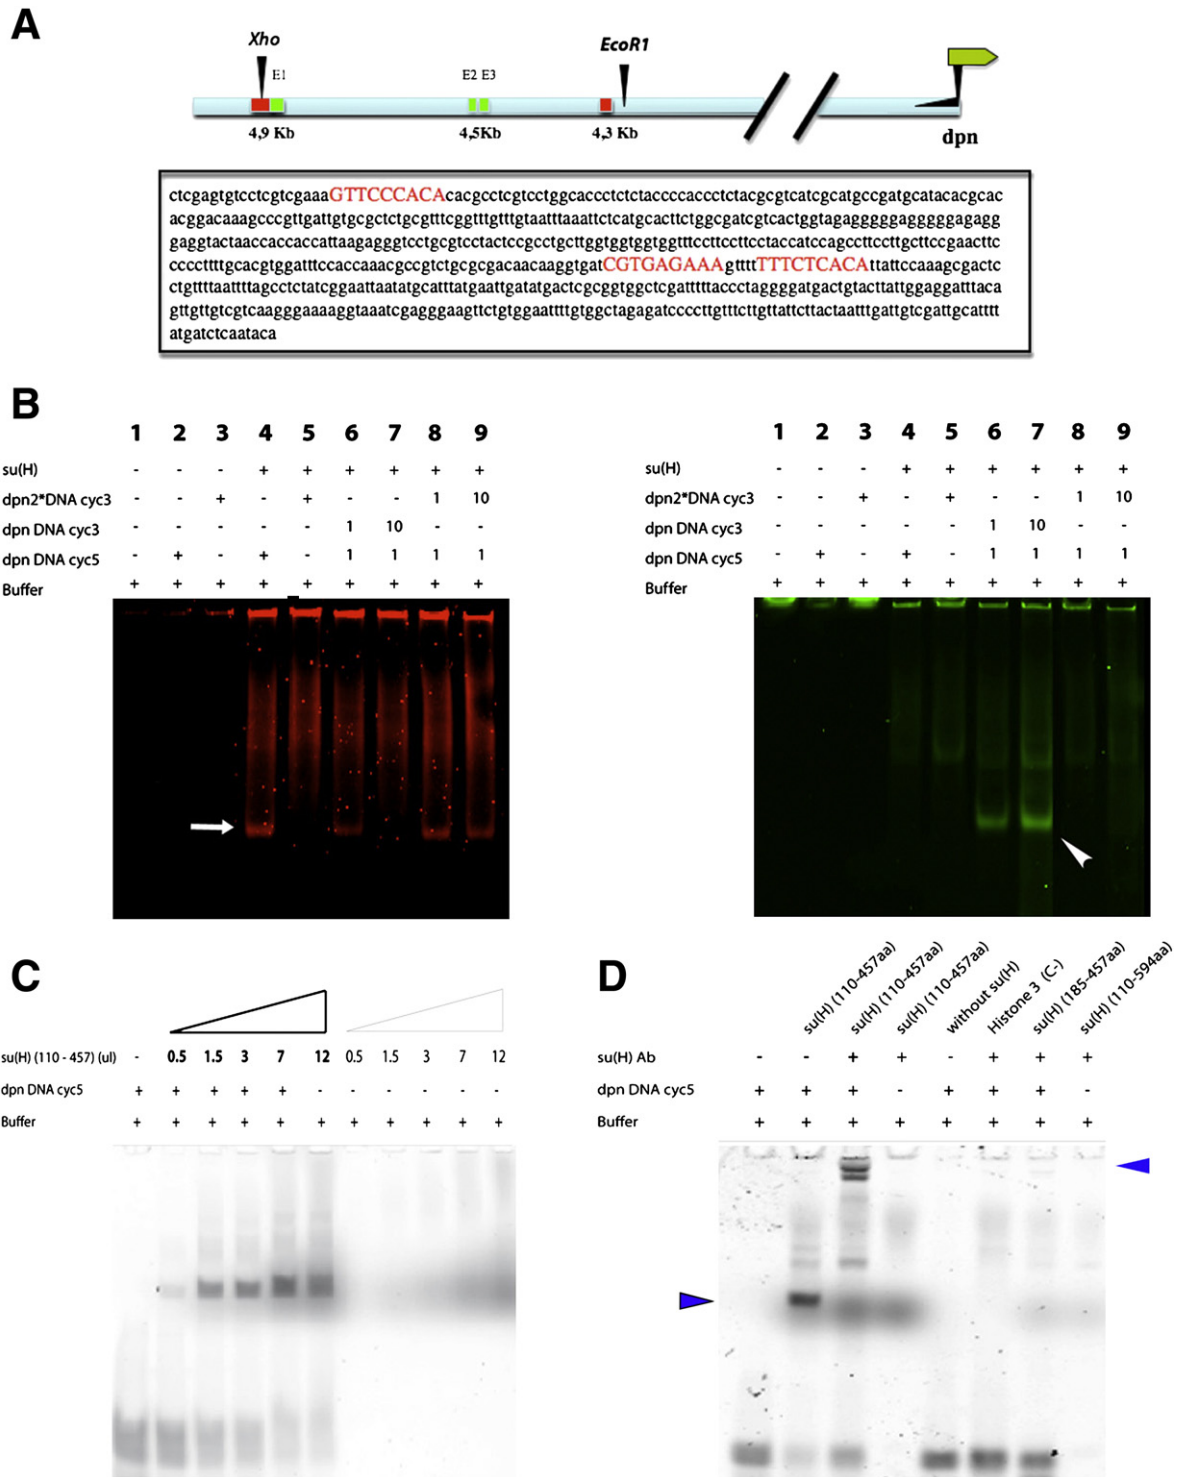 A
Xho
EcoR1
E1
E2 E3
4,9 Kb
4,5Kb
4,3 Kb
dpn
ctcgagtgtcctcgtcgaaaGTTCCCACAcacgcctcgtcctggcaccctctctaccccaccctctacgcgtcatcgcatgccgatgcatacacgcac
acggacaaagcccgttgattgtgcgctctgcgtttcggtttgtttgtaatttaaattctcatgcacttctggcgatcgtcactggtagagggggagggggagagg
gaggtactaaccaccaccattaagagggtcctgcgtcctactccgcctgcttggtggtggtggtttccttccttcctaccatccagccttccttgcttccgaacttc
cccccttttgcacgtggatttccaccaaacgccgtctgcgcgacaacaaggtgatCGTGAGAAAgttttTTTCTCACAttattccaaagcgactc
ctgttttaattttagcctctatcggaattaatatgcatttatgaattgatatgactcgcggtggctcgatttttaccctaggggatgactgtacttattggaggatttaca
gttgttgtcgtcaagggaaaaggtaaatcgagggaagttctgtggaattttgtggctagagatccccttgtttcttgttattcttactaatttgattgtcgattgcatttt
atgatctcaataca
B
1 2 3 4 5 6 7 8 9
su(H) - - - + + + + + +
dpn2*DNA cyc3 - - + - + - - 1 10
dpn DNA cyc3 - - - - - 1 10 - -
dpn DNA cyc5 - + - + - 1 1 1 1
Buffer + + + + + + + + +
1 2 3 4 5 6 7 8 9
su(H) - - - + + + + + +
dpn2*DNA cyc3 - - + - + - - 1 10
dpn DNA cyc3 - - - - - 1 10 - -
dpn DNA cyc5 - + - + - 1 1 1 1
Buffer + + + + + + + + +
C
su(H) (110 - 457) (ul) - 0.5 1.5 3 7 12 0.5 1.5 3 7 12
dpn DNA cyc5 + + + + + - - - - - -
Buffer + + + + + + + + + + +
D
su(H) (110-457aa)
su(H) (110-457aa)
su(H) (110-457aa)
without su(H)
Histone 3 (C-)
su(H) (185-457aa)
su(H) (110-594aa)
su(H) Ab - - + + - + + +
dpn DNA cyc5 + + + - + + + -
Buffer + + + + + + + +